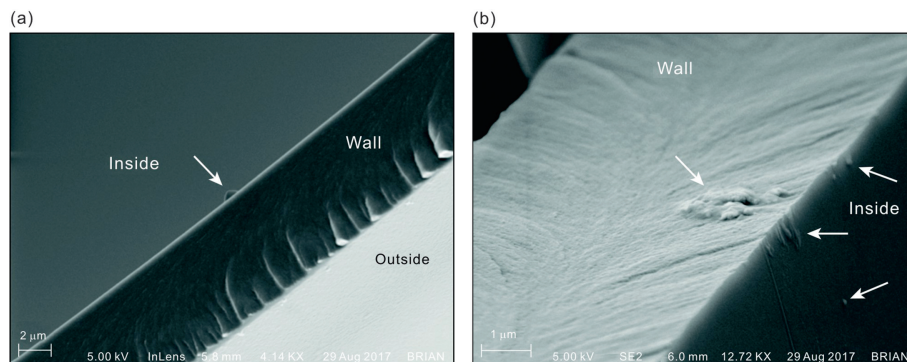 (a)
(b)
Inside
Wall
Outside
2 μm
5.00 kV InLens 5.8 mm 4.14 KX 29 Aug 2017 BRIAN
Wall
Inside
1 μm
5.00 kV SE2 6.0 mm 12.72 KX 29 Aug 2017 BRIAN